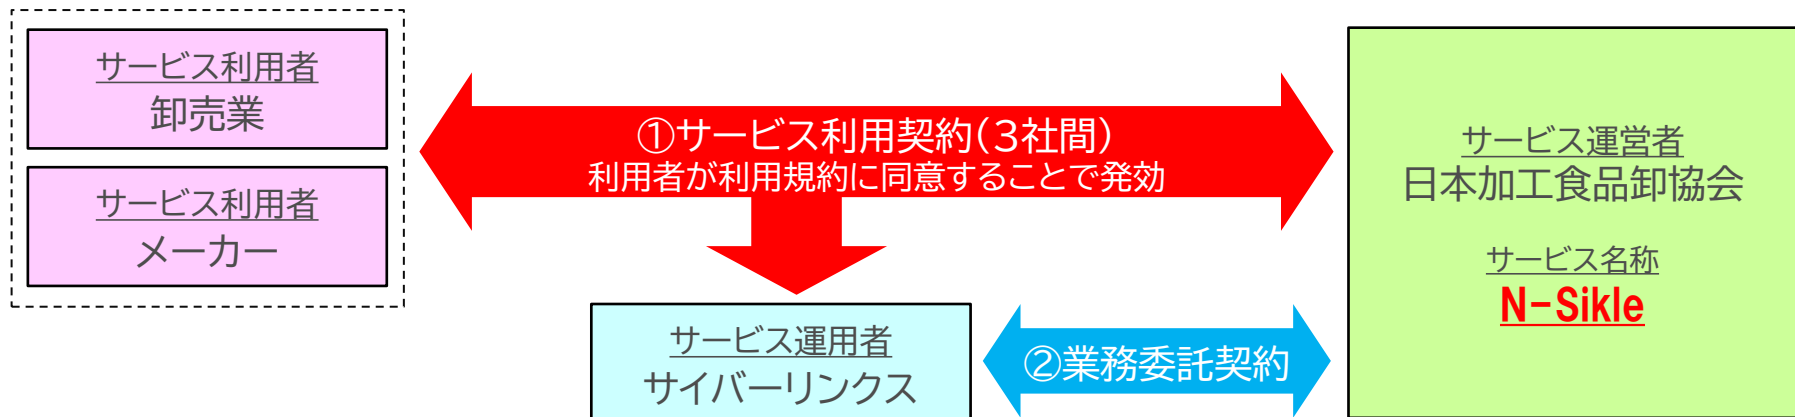 サービス利用者
卸売業
サービス利用者
メーカー
①サービス利用契約(3社間)
利用者が利用規約に同意することで発効
サービス運用者
サイバーリンクス
②業務委託契約
サービス運営者
日本加工食品卸協会
サービス名称
N-Sikle